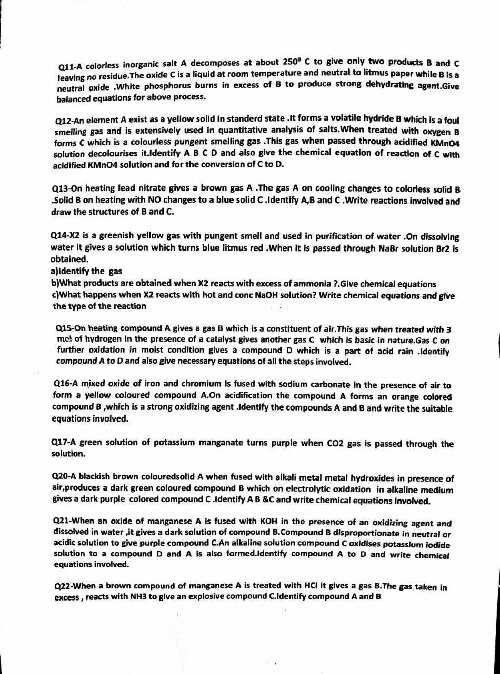 Q11-A colorless inorganic salt A decomposes at about 250⁰ C to give only two products B and C
leaving no residue.The oxide C is a liquid at room temperature and neutral to litmus paper while B is a
neutral oxide .White phosphorus burns in excess of B to produce strong dehydrating agent.Give
balanced equations for above process.
Q12-An element A exist as a yellow solid in standerd state .It forms a volatile hydride B which is a foul
smelling gas and is extensively used in quantitative analysis of salts.When treated with oxygen B
forms C which is a colourless pungent smelling gas .This gas when passed through acidified KMnO4
solution decolourises it.Identify A B C D and also give the chemical equation of reaction of C with
acidified KMnO4 solution and for the conversion of C to D.
Q13-On heating lead nitrate gives a brown gas A .The gas A on cooling changes to colorless solid B
.Solid B on heating with NO changes to a blue solid C .Identify A,B and C .Write reactions involved and
draw the structures of B and C.
Q14-X2 is a greenish yellow gas with pungent smell and used in purification of water .On dissolving
water it gives a solution which turns blue litmus red .When it is passed through NaBr solution Br2 is
obtained.
a)Identify the gas
b)What products are obtained when X2 reacts with excess of ammonia ?.Give chemical equations
c)What happens when X2 reacts with hot and conc NaOH solution? Write chemical equations and give
the type of the reaction
Q15-On heating compound A gives a gas B which is a constituent of air.This gas when treated with 3
mol of hydrogen in the presence of a catalyst gives another gas C which is basic in nature.Gas C on
further oxidation in moist condition gives a compound D which is a part of acid rain .Identify
compound A to D and also give necessary equations of all the steps involved.
Q16-A mixed oxide of iron and chromium is fused with sodium carbonate in the presence of air to
form a yellow coloured compound A.On acidification the compound A forms an orange colored
compound B ,which is a strong oxidizing agent .Identify the compounds A and B and write the suitable
equations involved.
Q17-A green solution of potassium manganate turns purple when CO2 gas is passed through the
solution.
Q20-A blackish brown colouredsolid A when fused with alkali metal metal hydroxides in presence of
air,produces a dark green coloured compound B which on electrolytic oxidation in alkaline medium
gives a dark purple colored compound C .Identify A B &C and write chemical equations involved.
Q21-When an oxide of manganese A is fused with KOH in the presence of an oxidizing agent and
dissolved in water ,it gives a dark solution of compound B.Compound B disproportionate in neutral or
acidic solution to give purple compound C.An alkaline solution compound C oxidises potassium iodide
solution to a compound D and A is also formed.Identify compound A to D and write chemical
equations involved.
Q22-When a brown compound of manganese A is treated with HCl it gives a gas B.The gas taken in
excess , reacts with NH3 to give an explosive compound C.Identify compound A and B